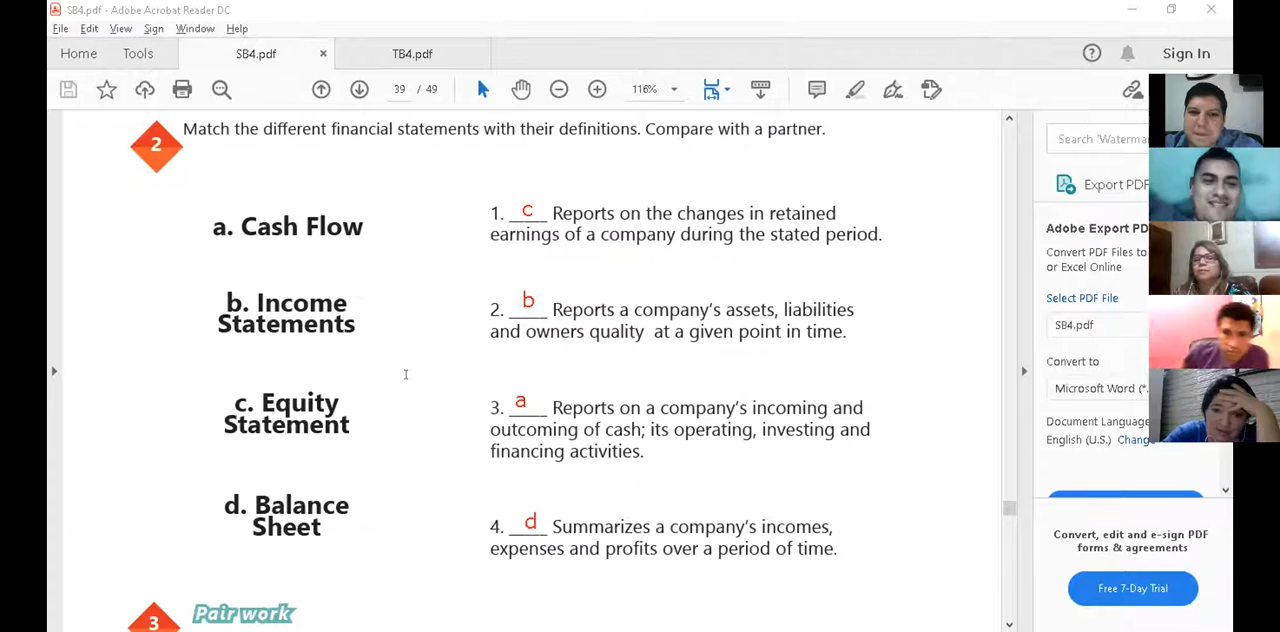 SB4.pdf - Adobe Acrobat Reader DC
File Edit View Sign Window Help
Home Tools SB4.pdf × TB4.pdf Sign In
39 / 49 116%
2 Match the different financial statements with their definitions. Compare with a partner.
a. Cash Flow
b. Income
Statements
c. Equity
Statement
d. Balance
Sheet
1. c Reports on the changes in retained
earnings of a company during the stated period.
2. b Reports a company's assets, liabilities
and owners quality at a given point in time.
3. a Reports on a company's incoming and
outcoming of cash; its operating, investing and
financing activities.
4. d Summarizes a company's incomes,
expenses and profits over a period of time.
3 Pair work
Search "Waterma
Export PDF
Adobe Export PD
Convert PDF Files to
or Excel Online
Select PDF File
SB4.pdf
Convert to
Microsoft Word (*.
Document Language
English (U.S.) Change
Convert, edit and e-sign PDF
forms & agreements
Free 7-Day Trial